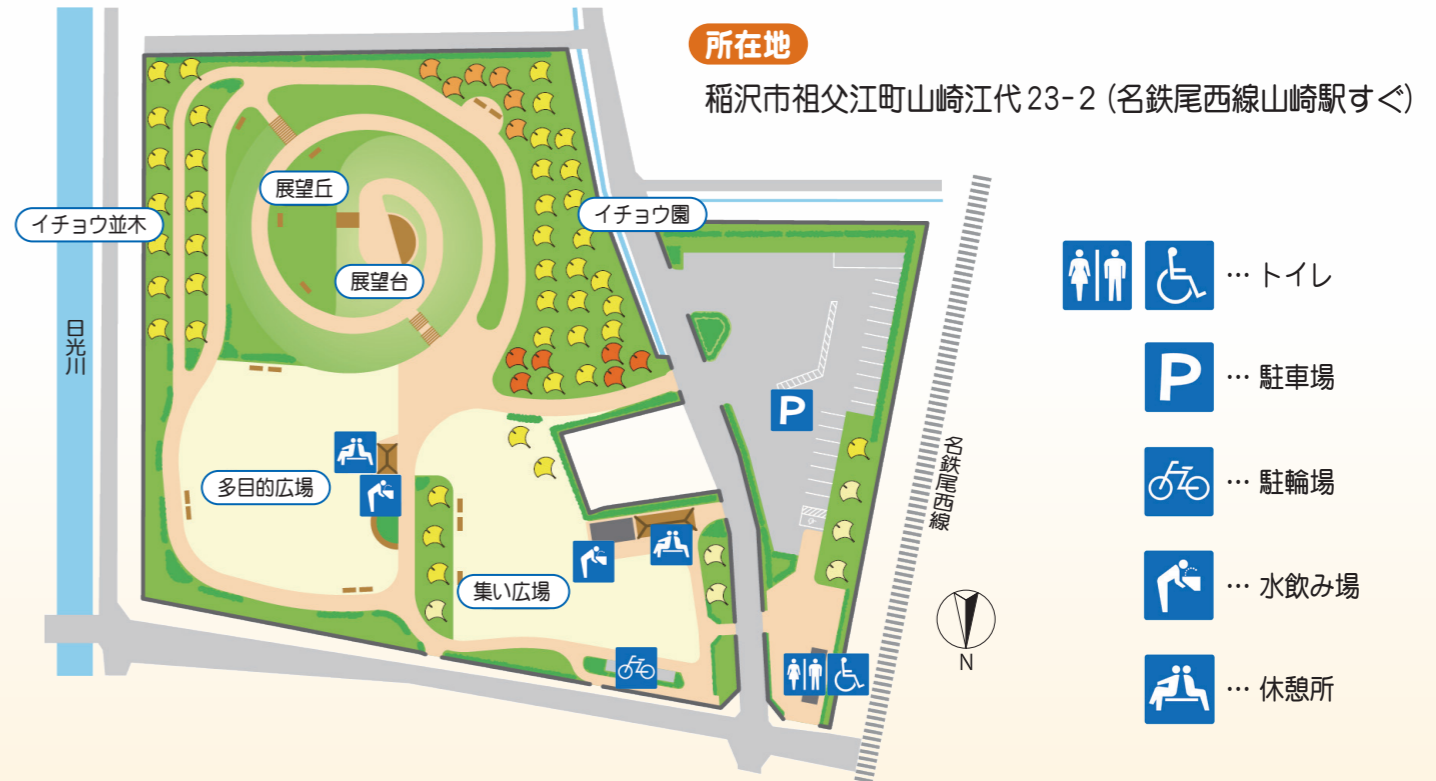 所在地
稲沢市祖父江町山崎江代23-2（名鉄尾西線山崎駅すぐ）
展望丘
イチョウ並木
イチョウ園
展望台
日光川
P
多目的広場
名鉄尾西線
集い広場
N
…トイレ
P…駐車場
…駐輪場
…水飲み場
…休憩所